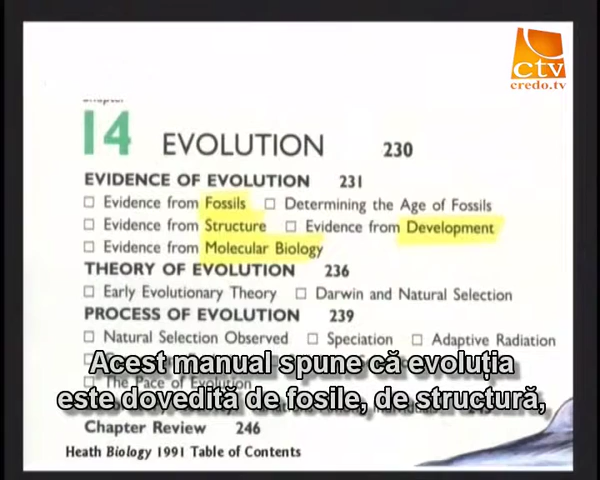 ctv
credo.tv
14 EVOLUTION 230
EVIDENCE OF EVOLUTION 231
□ Evidence from Fossils □ Determining the Age of Fossils
□ Evidence from Structure □ Evidence from Development
□ Evidence from Molecular Biology
THEORY OF EVOLUTION 236
□ Early Evolutionary Theory □ Darwin and Natural Selection
PROCESS OF EVOLUTION 239
□ Natural Selection Observed □ Speciation □ Adaptive Radiation
Acest manual spune că evoluția
□ The Pace of Evolution
este dovedită de fosile, de structură,
Chapter Review 246
Heath Biology 1991 Table of Contents